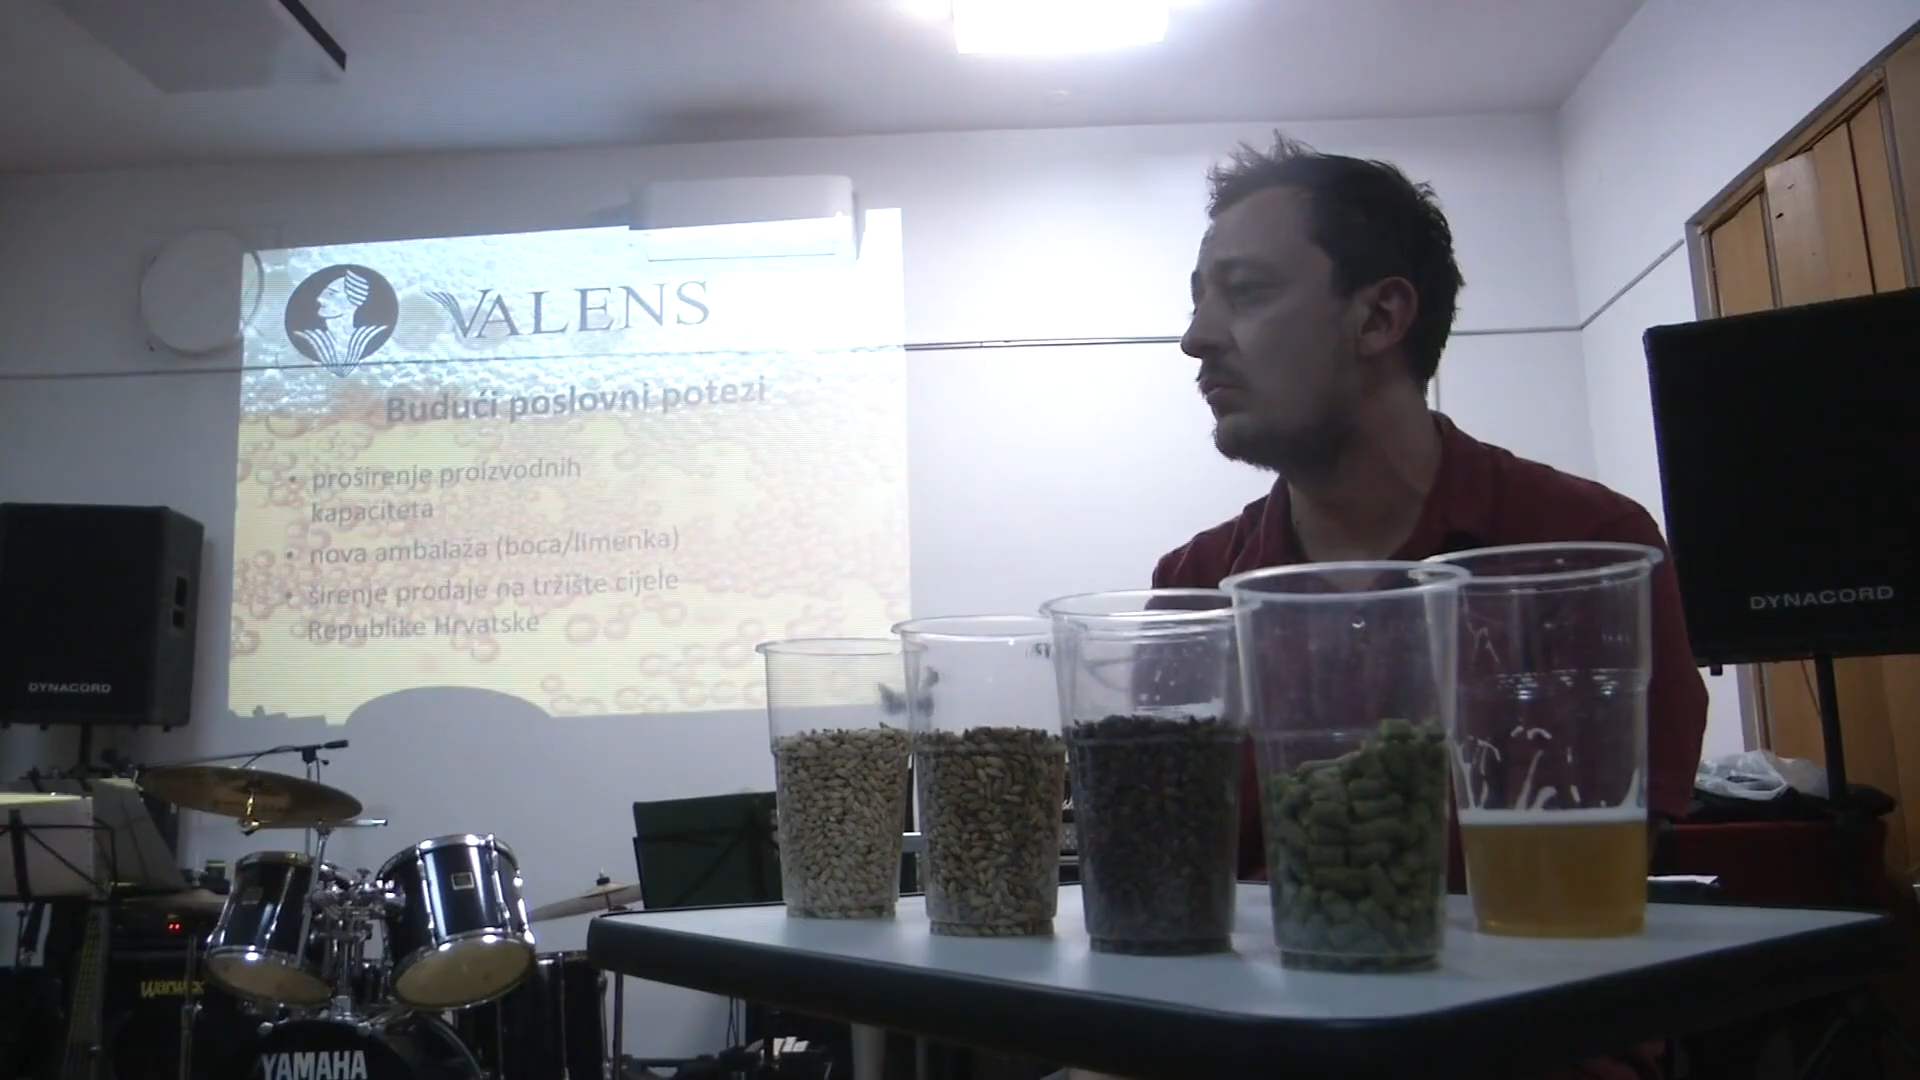 VALENS
Budući poslovni potezi
• proširenje proizvodnih
kapaciteta
• nova ambalaža (boca/limenka)
• širenje prodaje na tržište cijele
Republike Hrvatske
DYNACORD
DYNACORD
Warwick
YAMAHA